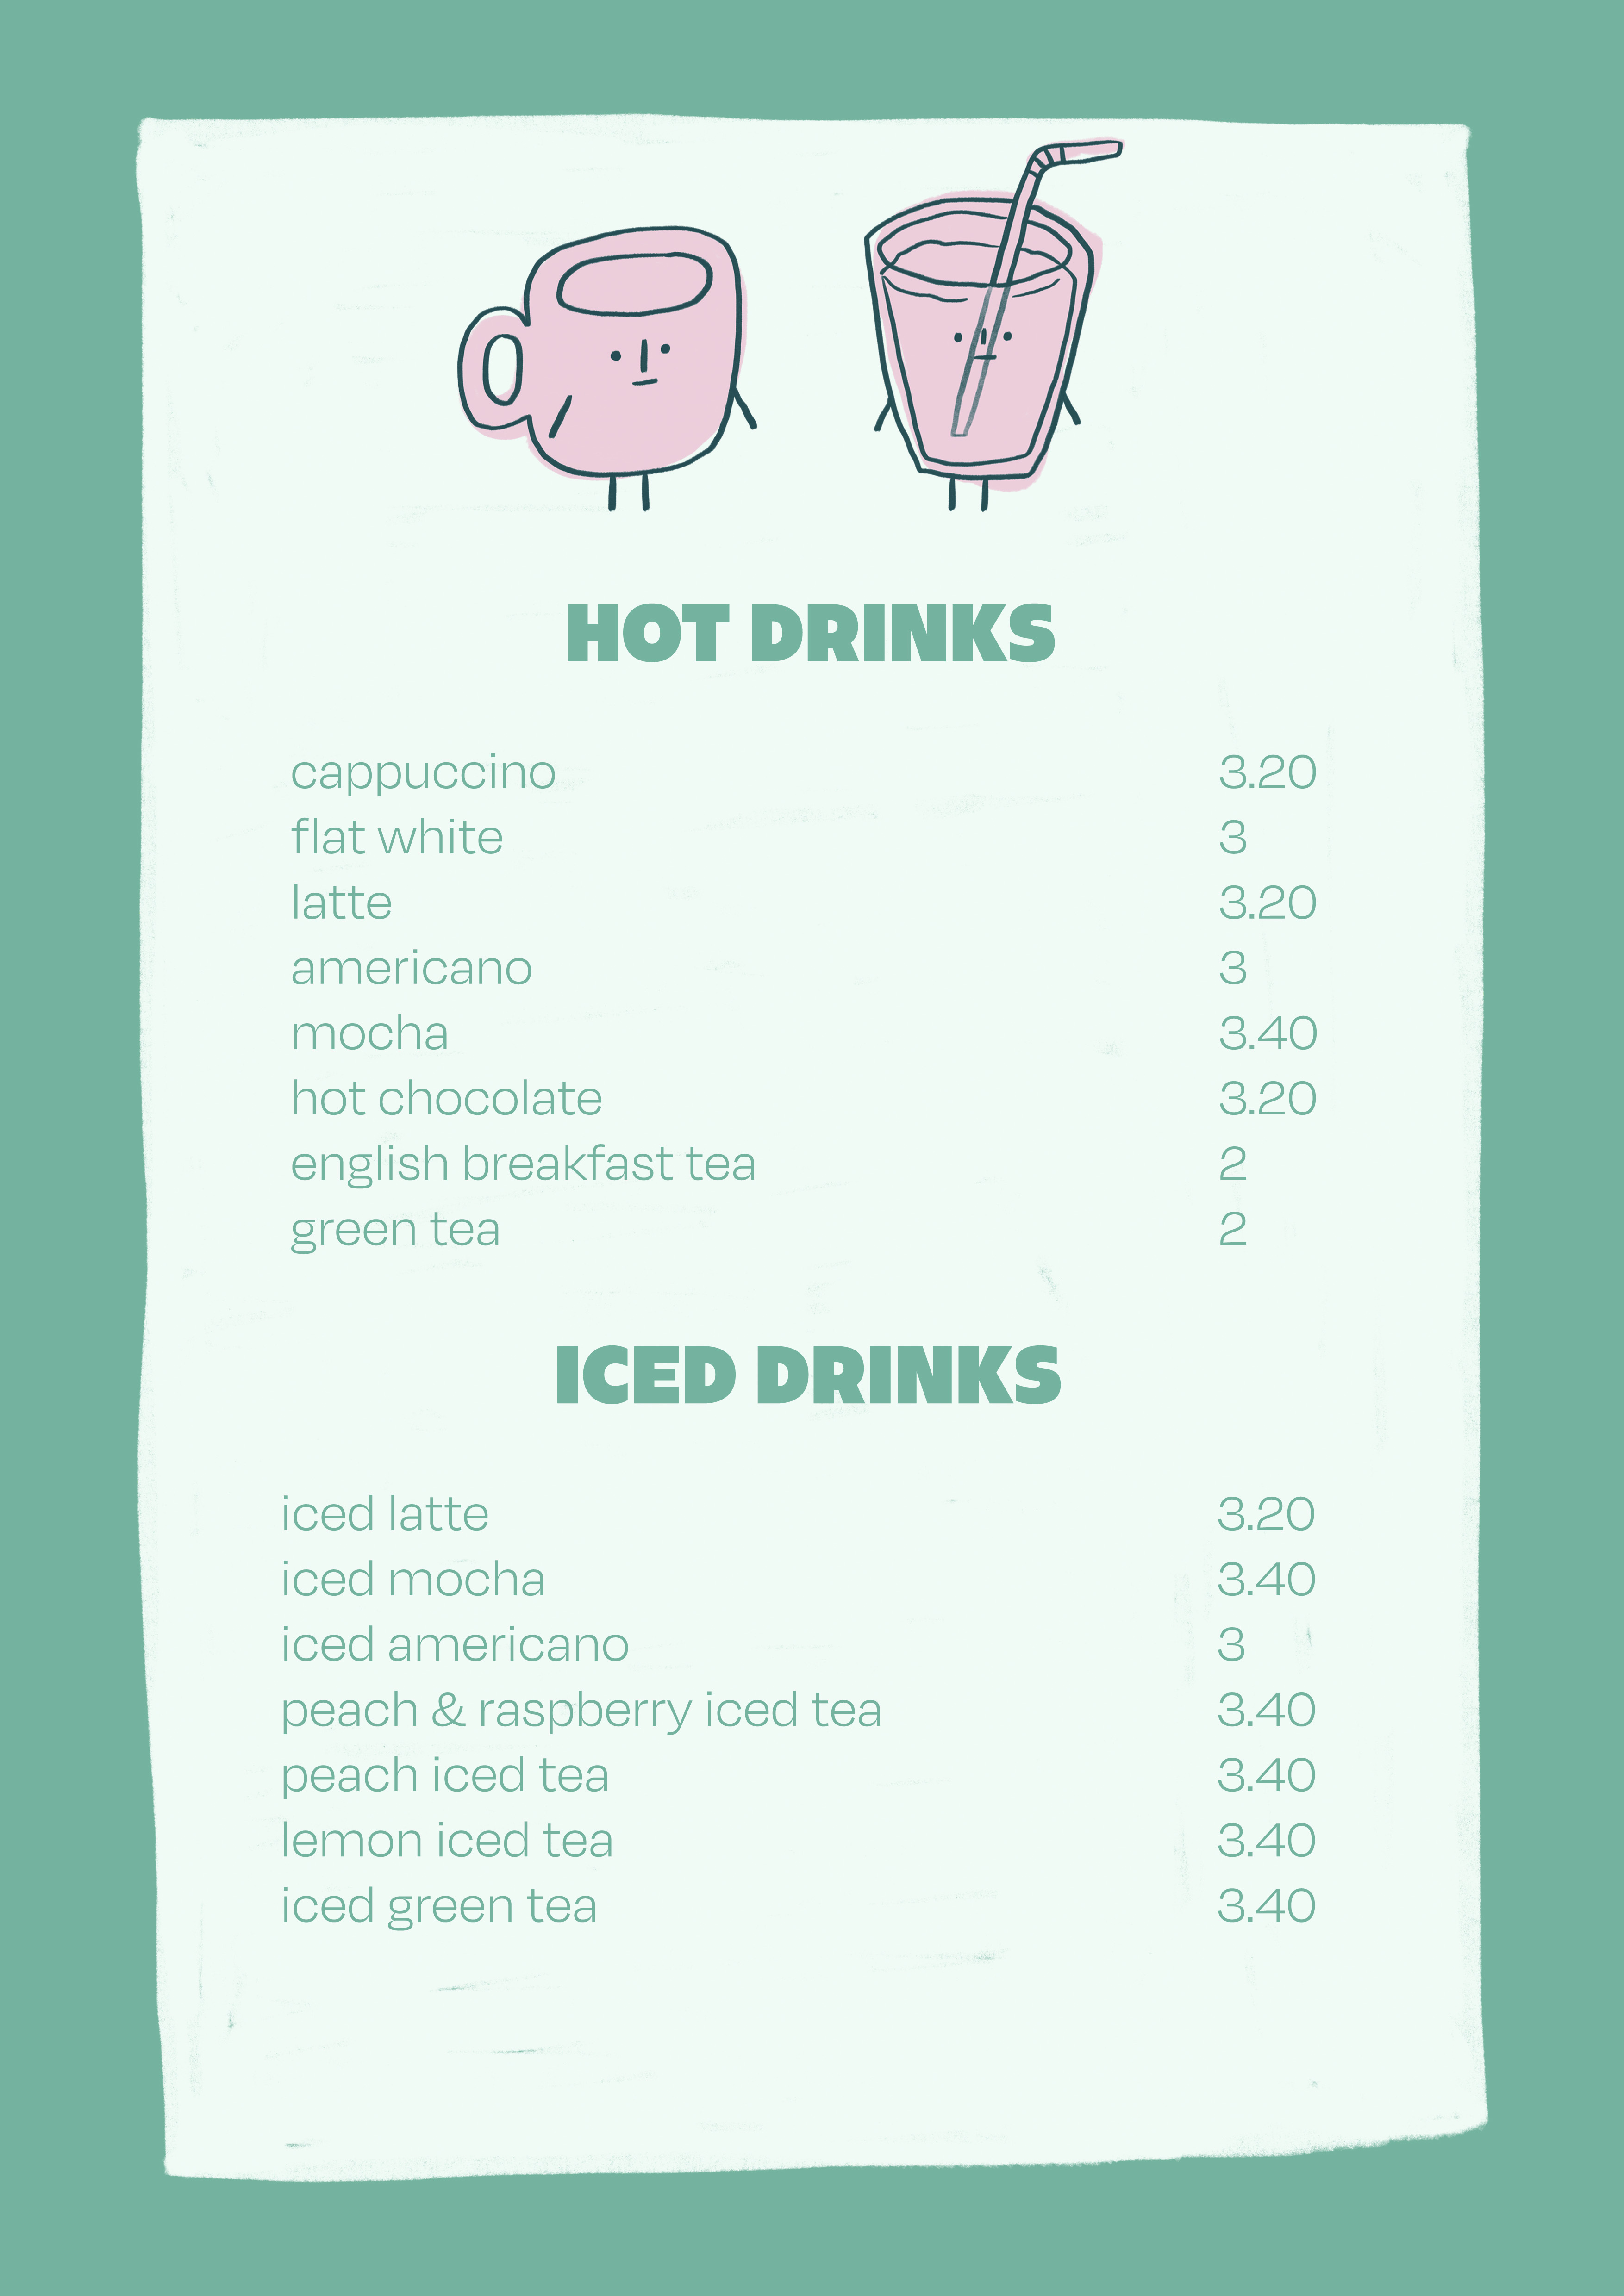 HOT DRINKS
cappuccino 3.20
flat white 3
latte 3.20
americano 3
mocha 3.40
hot chocolate 3.20
english breakfast tea 2
green tea 2
ICED DRINKS
iced latte 3.20
iced mocha 3.40
iced americano 3
peach & raspberry iced tea 3.40
peach iced tea 3.40
lemon iced tea 3.40
iced green tea 3.40